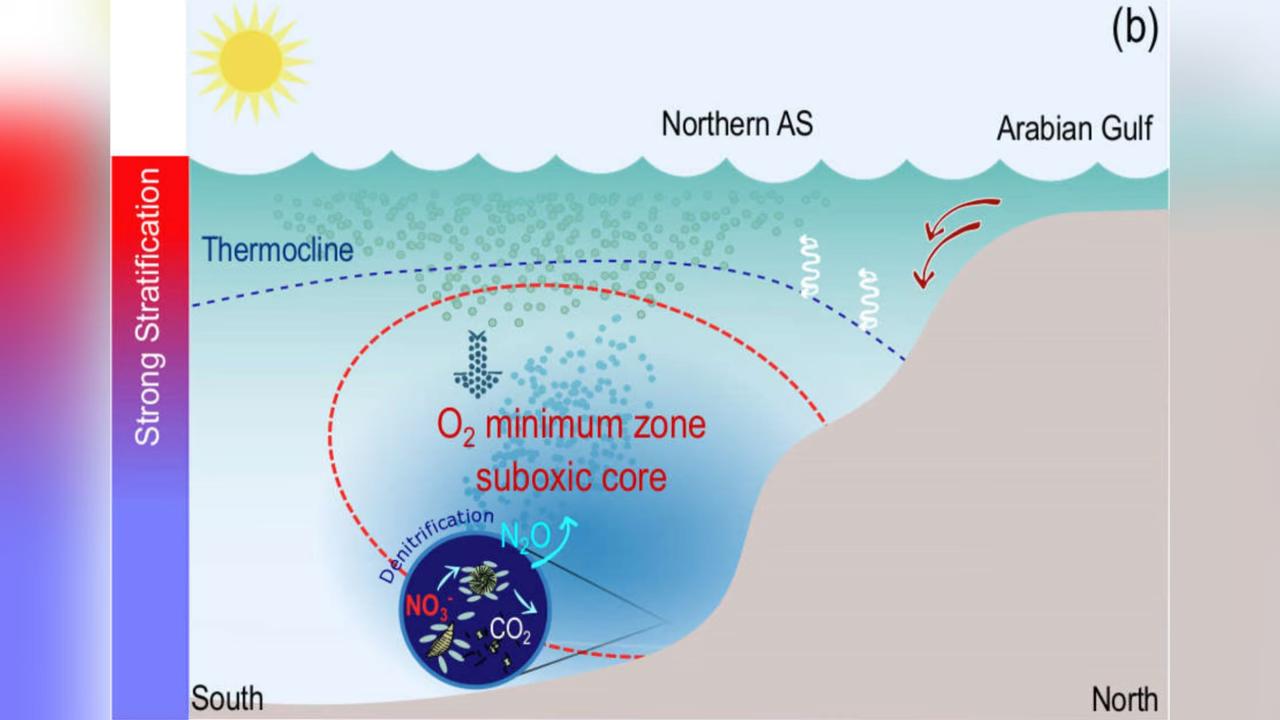 (b)
Northern AS
Arabian Gulf
Strong Stratification
Thermocline
O₂ minimum zone
suboxic core
Denitrification
N₂O
NO₃⁻
CO₂
South
North